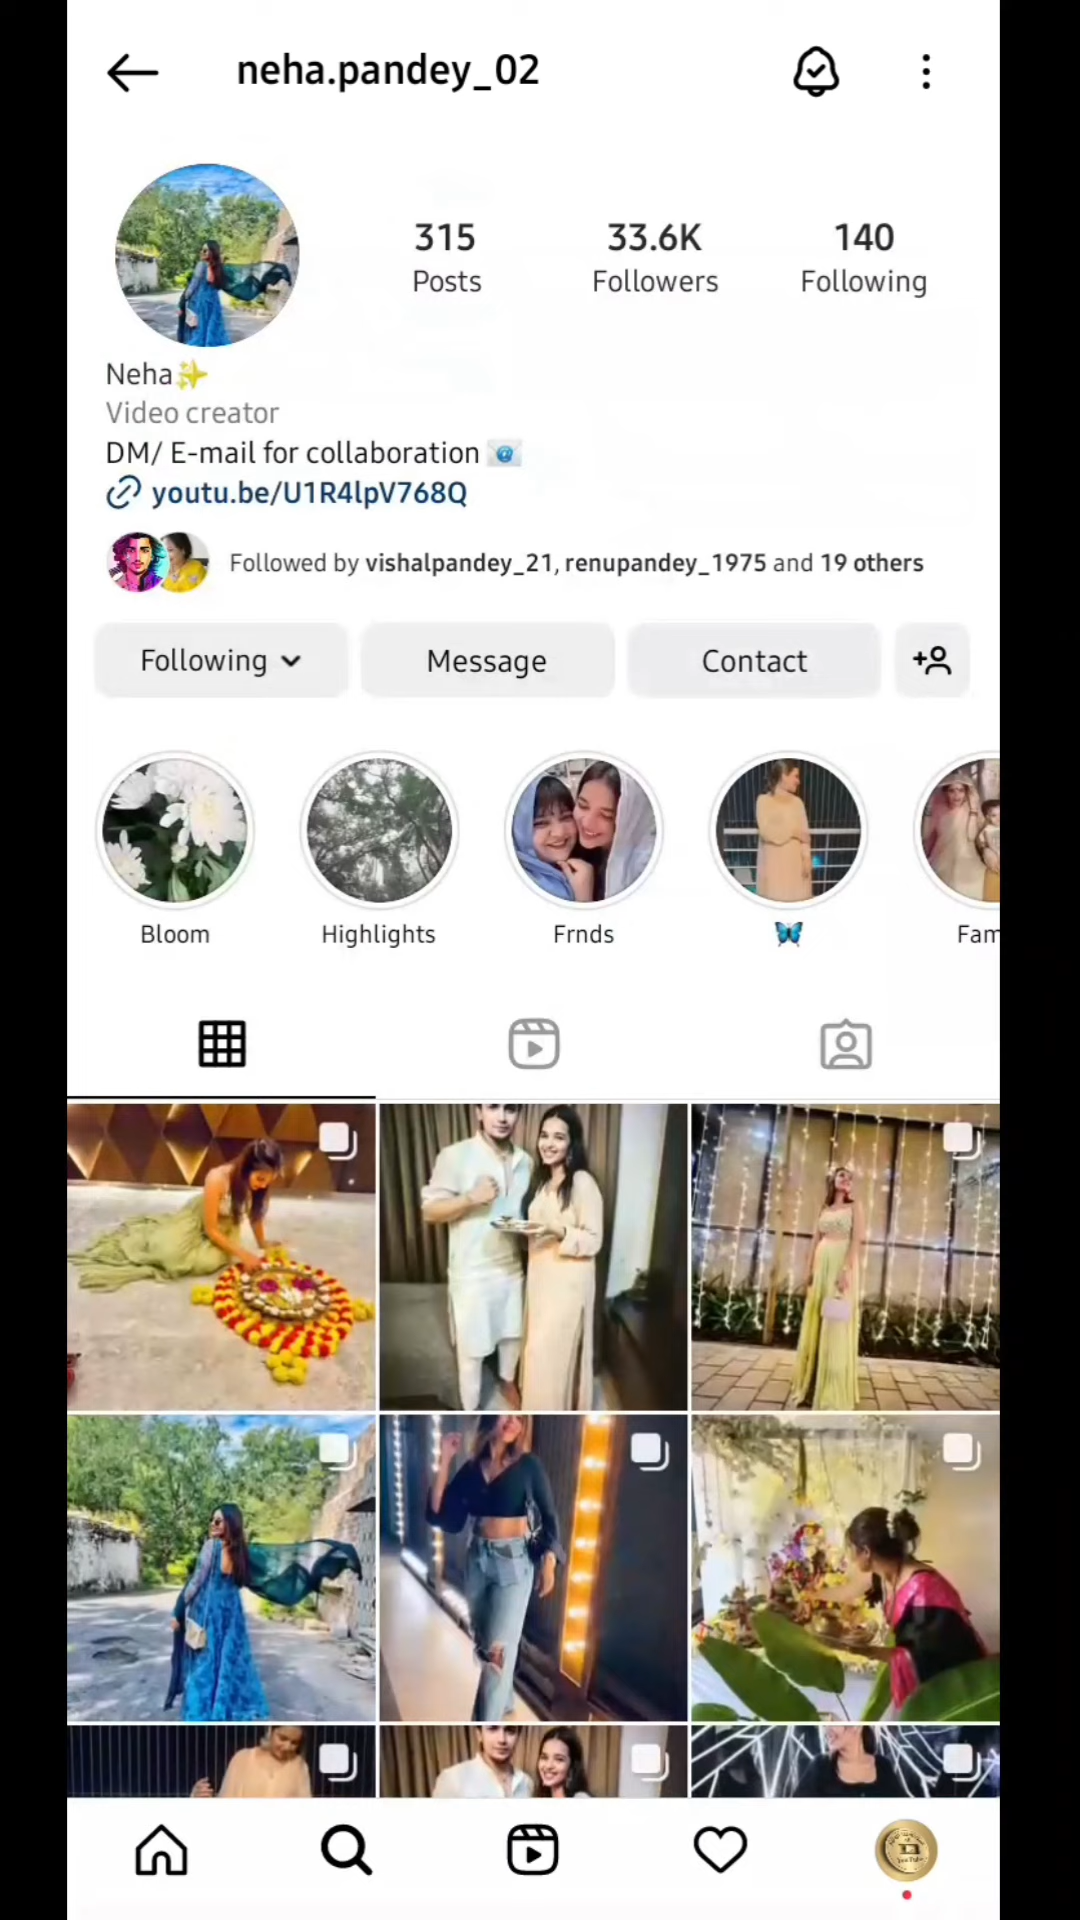 neha.pandey_02
315 33.6K 140
Posts Followers Following
Neha✨
Video creator
DM/ E-mail for collaboration 📧
youtu.be/U1R4lpV768Q
Followed by vishalpandey_21, renupandey_1975 and 19 others
Following Message Contact
Bloom Highlights Frnds 🦋 Fam